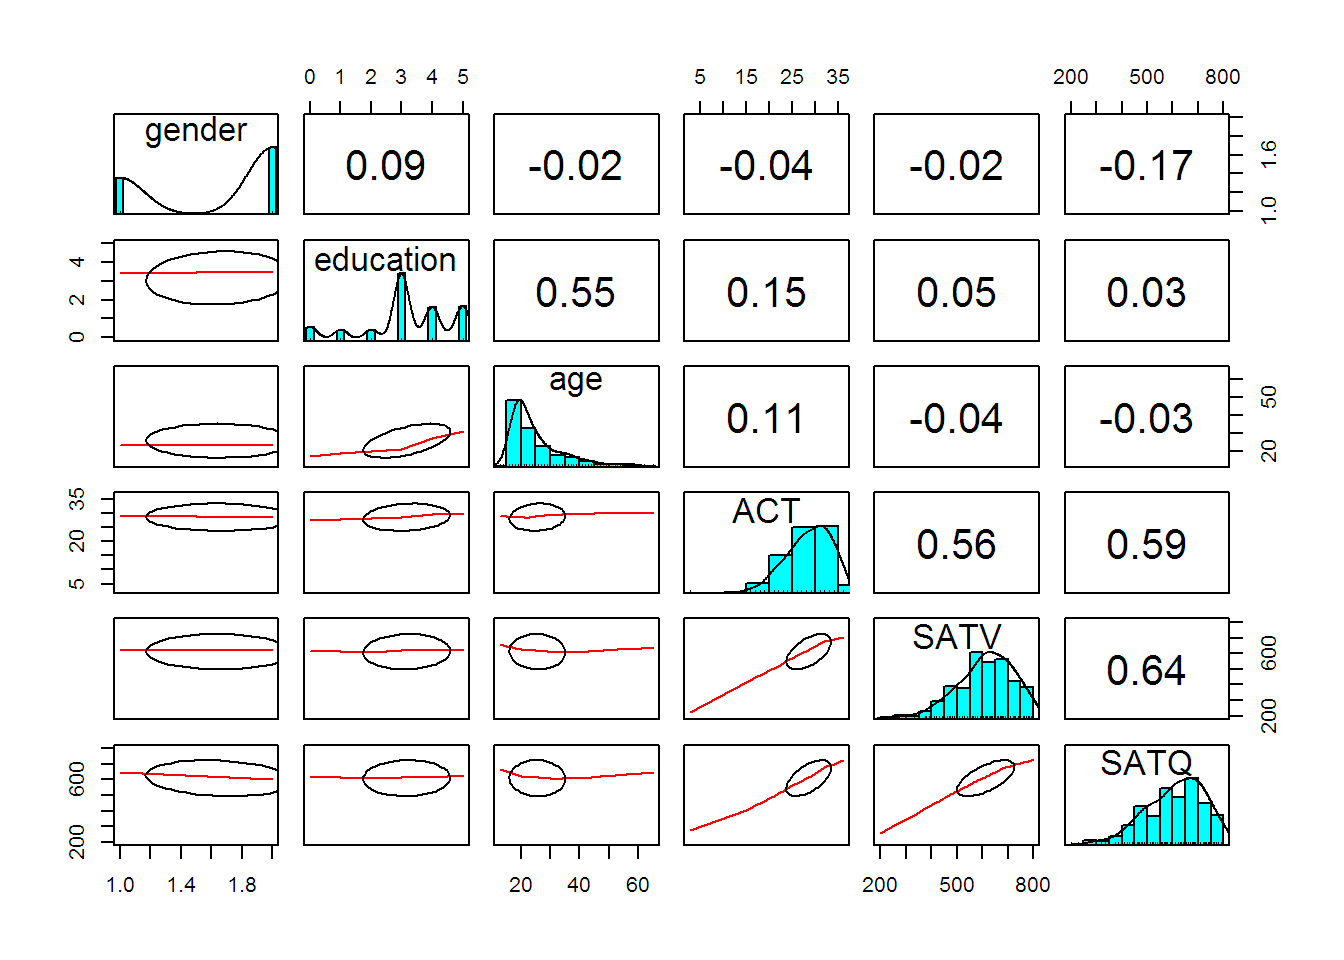 0 1 2 3 4 5 5 15 25 35 200 500 800
gender 0.09 -0.02 -0.04 -0.02 -0.17 1.0 1.6
0 2 4 education 0.55 0.15 0.05 0.03
age 0.11 -0.04 -0.03 20 50
5 20 35 ACT 0.56 0.59
SATV 0.64 200 600
200 600 SATQ
1.0 1.4 1.8 20 40 60 200 500 800